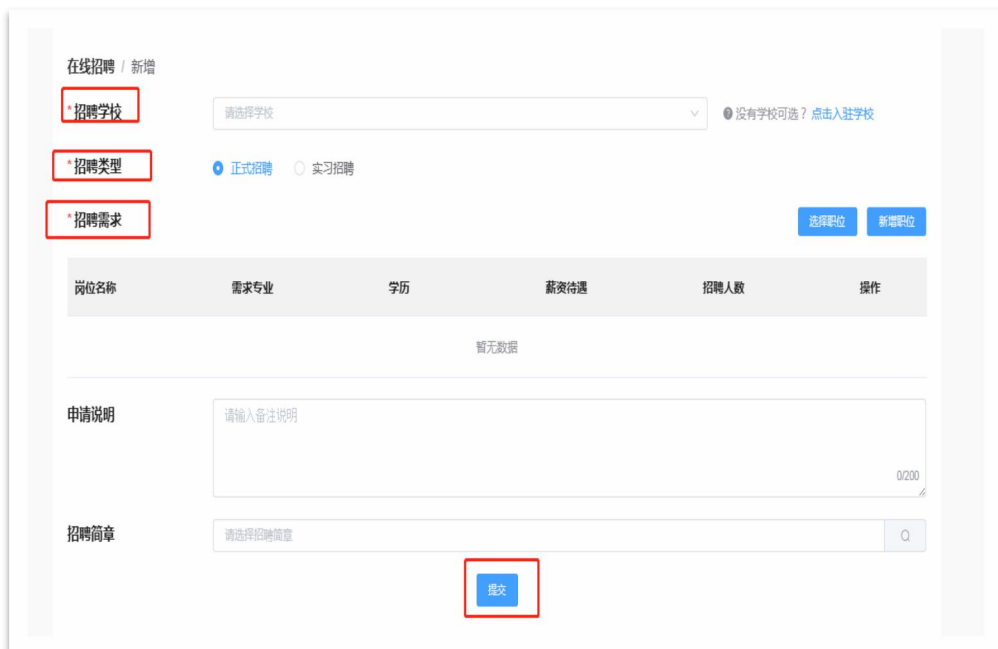 在线招聘 / 新增
*招聘学校 请选择学校 ?没有学校可选？点击入驻学校
*招聘类型 正式招聘 实习招聘
*招聘需求 选择职位 新增职位
岗位名称 需求专业 学历 薪资待遇 招聘人数 操作
暂无数据
申请说明 请输入备注说明
0/200
招聘简章 请选择招聘简章
提交